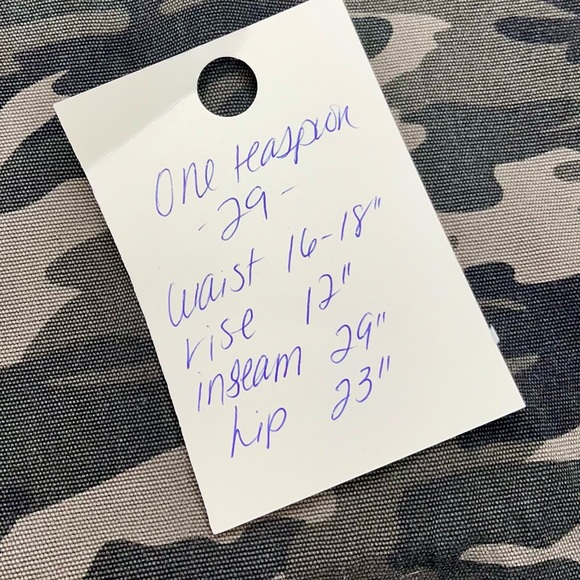 One teaspoon
- 29 -
waist 16-18"
rise 12"
inseam 29"
hip 23"